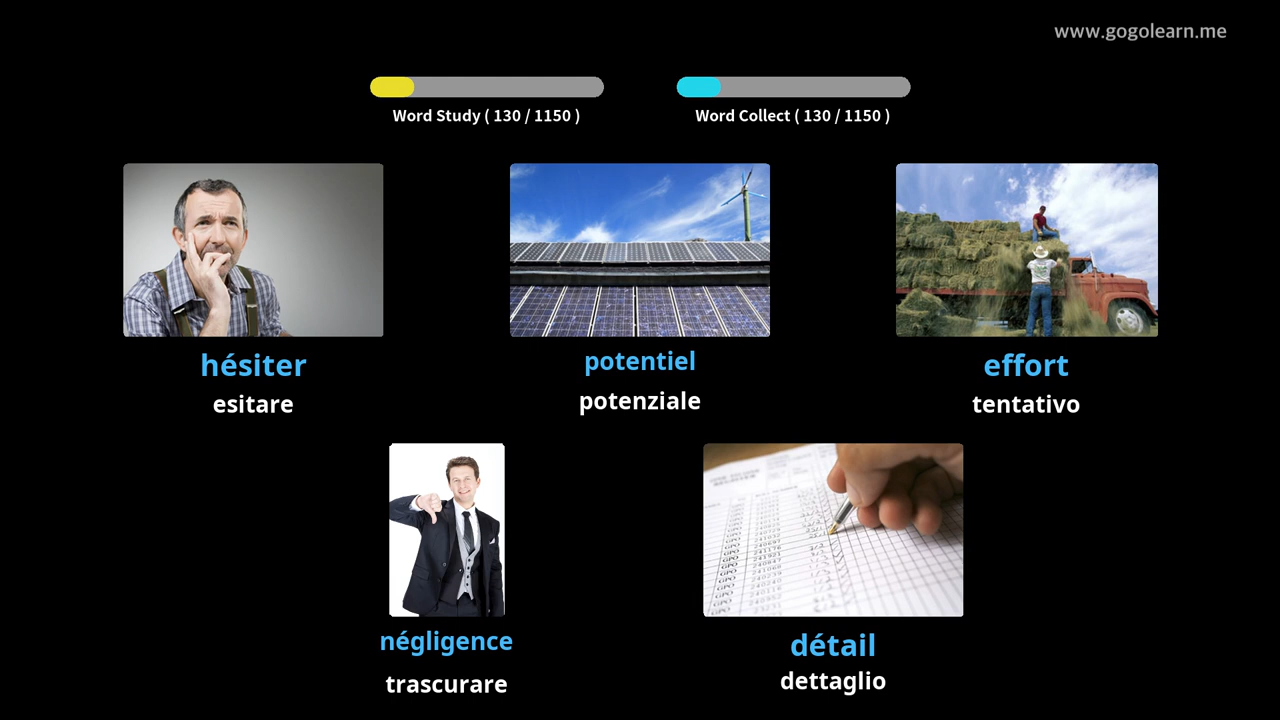 www.gogolearn.me
Word Study ( 130 / 1150 )
Word Collect ( 130 / 1150 )
hésiter
esitare
potentiel
potenziale
effort
tentativo
négligence
trascurare
détail
dettaglio